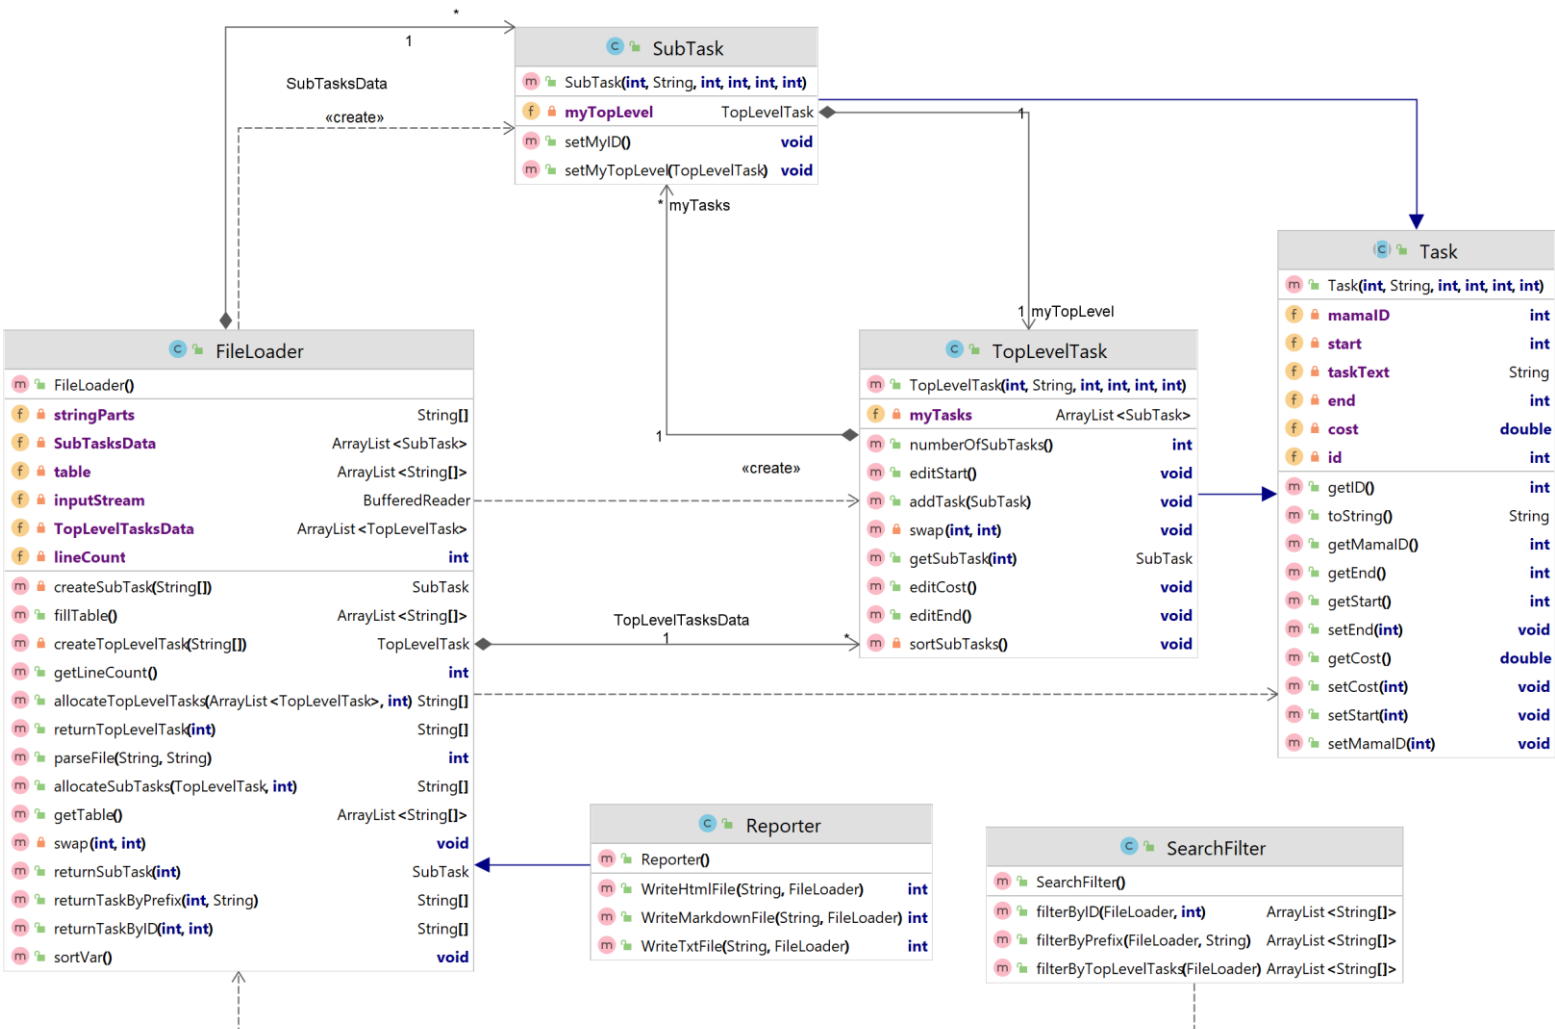 *
1
SubTasksData
«create»
C SubTask
m SubTask(int, String, int, int, int, int)
f myTopLevel TopLevelTask
m setMyID() void
m setMyTopLevel(TopLevelTask) void
1
* myTasks
1 myTopLevel
C Task
m Task(int, String, int, int, int, int)
f mamaID int
f start int
f taskText String
f end int
f cost double
f id int
m getID() int
m toString() String
m getMamaID() int
m getEnd() int
m getStart() int
m setEnd(int) void
m getCost() double
m setCost(int) void
m setStart(int) void
m setMamaID(int) void
C FileLoader
m FileLoader()
f stringParts String[]
f SubTasksData ArrayList<SubTask>
f table ArrayList<String[]>
f inputStream BufferedReader
f TopLevelTasksData ArrayList<TopLevelTask>
f lineCount int
m createSubTask(String[]) SubTask
m fillTable() ArrayList<String[]>
m createTopLevelTask(String[]) TopLevelTask
m getLineCount() int
m allocateTopLevelTasks(ArrayList<TopLevelTask>, int) String[]
m returnTopLevelTask(int) String[]
m parseFile(String, String) int
m allocateSubTasks(TopLevelTask, int) String[]
m getTable() ArrayList<String[]>
m swap(int, int) void
m returnSubTask(int) SubTask
m returnTaskByPrefix(int, String) String[]
m returnTaskByID(int, int) String[]
m sortVar() void
C TopLevelTask
m TopLevelTask(int, String, int, int, int, int)
f myTasks ArrayList<SubTask>
m numberOfSubTasks() int
m editStart() void
m addTask(SubTask) void
m swap(int, int) void
m getSubTask(int) SubTask
m editCost() void
m editEnd() void
m sortSubTasks() void
1
«create»
TopLevelTasksData
1
*
C Reporter
m Reporter()
m WriteHtmlFile(String, FileLoader) int
m WriteMarkdownFile(String, FileLoader) int
m WriteTxtFile(String, FileLoader) int
C SearchFilter
m SearchFilter()
m filterByID(FileLoader, int) ArrayList<String[]>
m filterByPrefix(FileLoader, String) ArrayList<String[]>
m filterByTopLevelTasks(FileLoader) ArrayList<String[]>